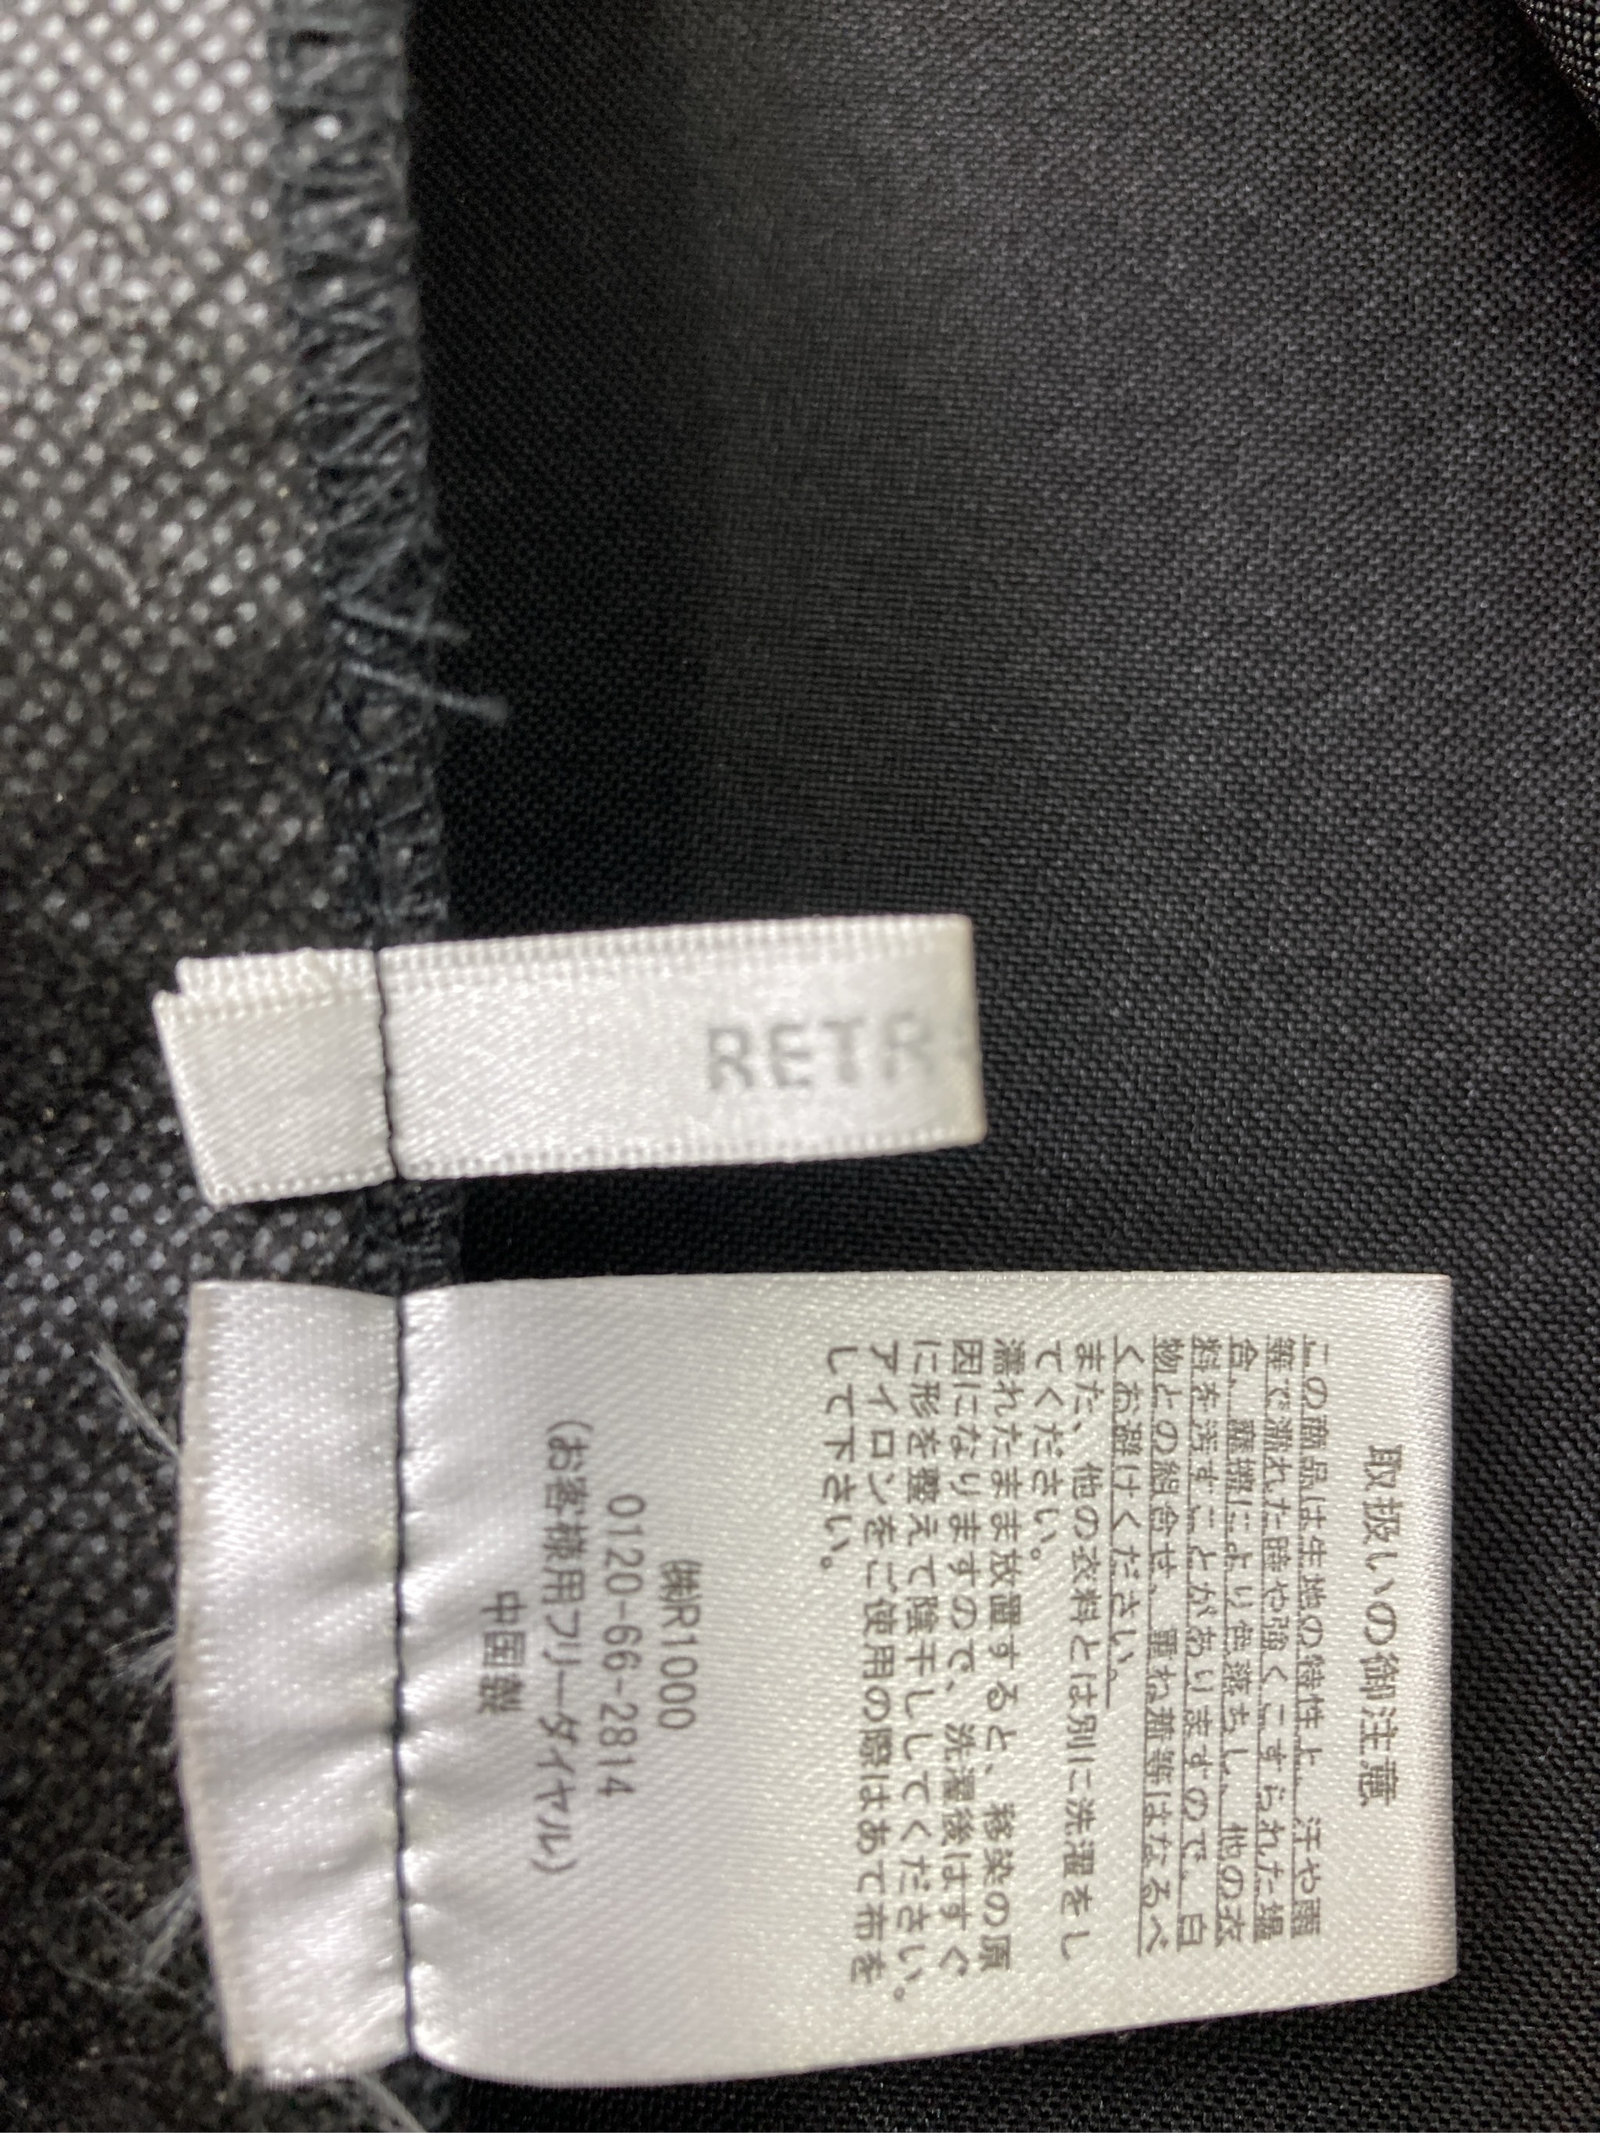 RETR
取扱いの御注意
この商品は生地の特性上、汗や雨
等で濡れた時や強くこすられた場
合、摩擦により色落ちし、他の衣
料を汚すことがありますので、白
物との組合せ、重ね着等はなるべ
くお避けください。
また、他の衣料とは別に洗濯をし
てください。
濡れたまま放置すると、移染の原
因になりますので、洗濯後はすぐ
に形を整えて陰干ししてください。
アイロンをご使用の際はあて布を
して下さい。
㈱R1000
0120-66-2814
(お客様用フリーダイヤル)
中国製